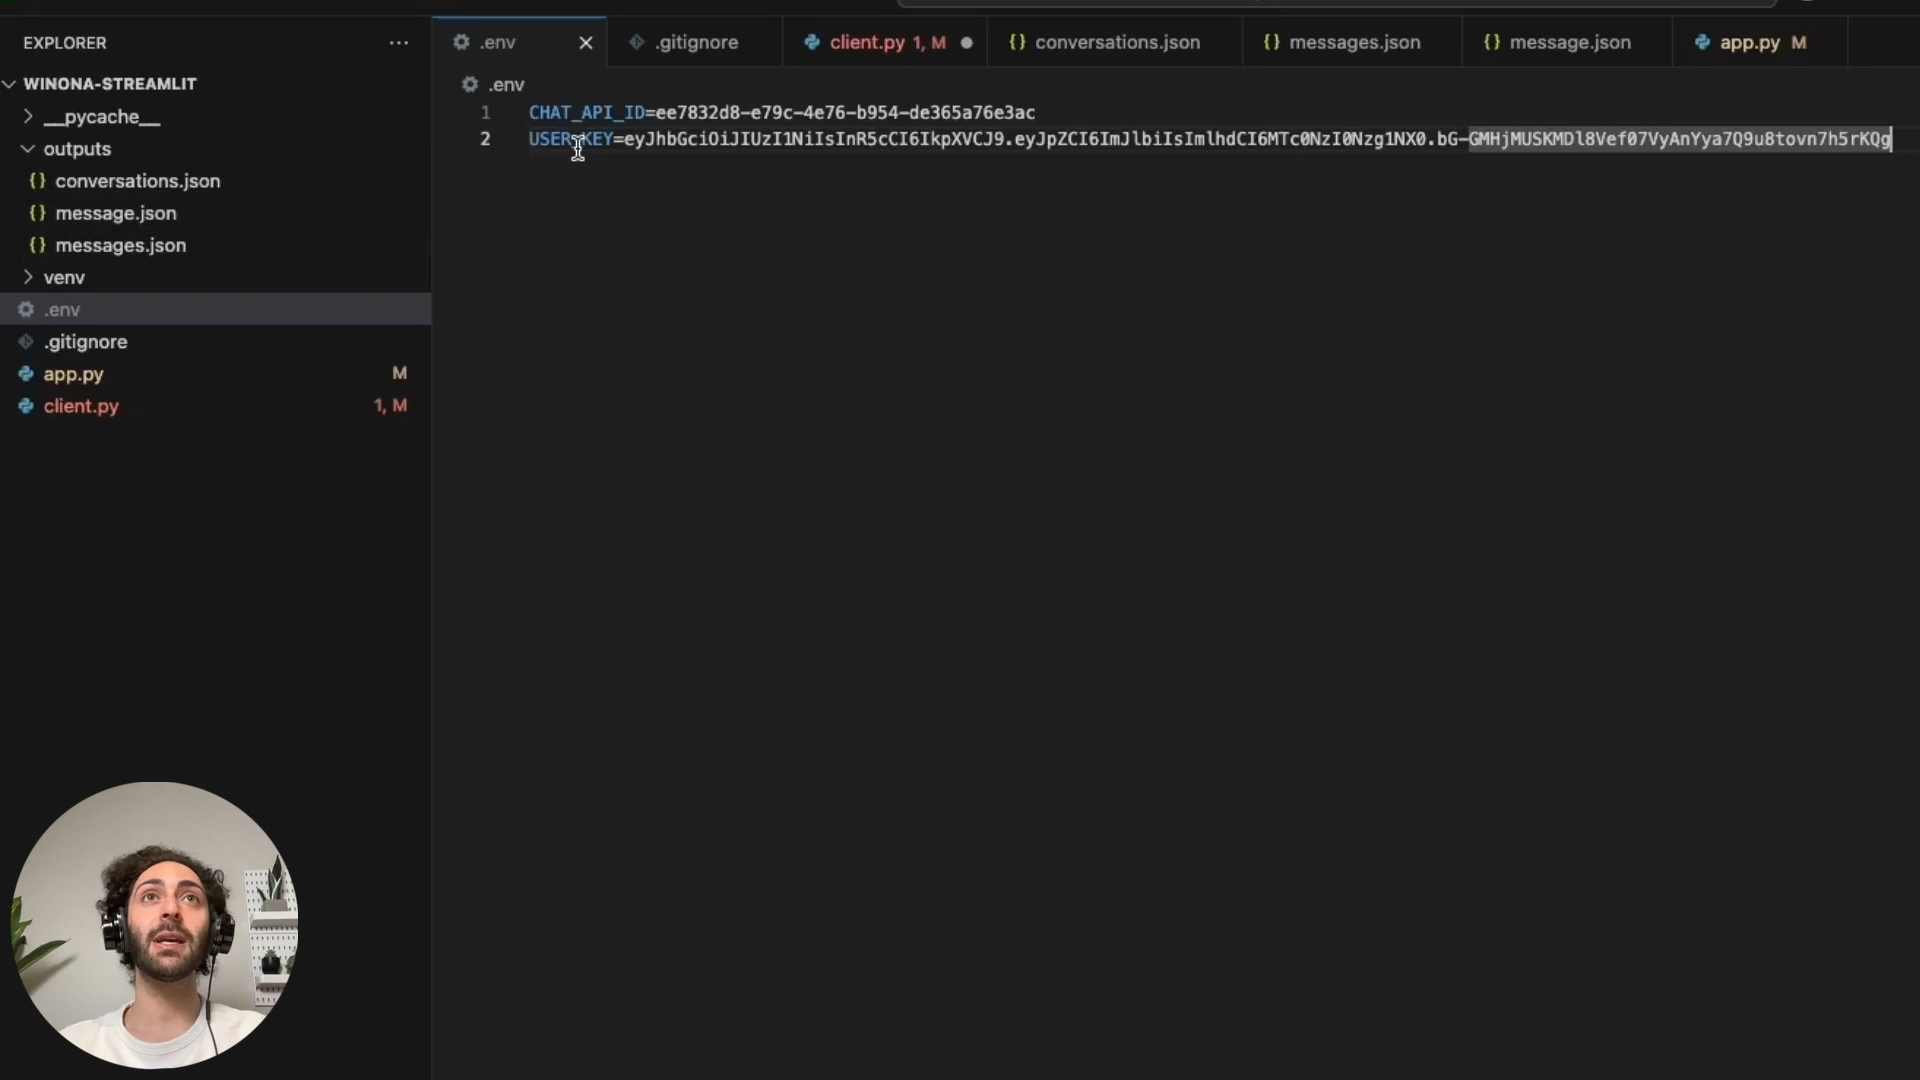 EXPLORER
WINONA-STREAMLIT
__pycache__
outputs
conversations.json
message.json
messages.json
venv
.env
.gitignore
app.py M
client.py 1, M
.env
.gitignore
client.py 1, M
conversations.json
messages.json
message.json
app.py M
.env
1 CHAT_API_ID=ee7832d8-e79c-4e76-b954-de365a76e3ac
2 USER_KEY=eyJhbGciOiJIUzI1NiIsInR5cCI6IkpXVCJ9.eyJpZCI6ImJlbiIsImlhdCI6MTc0NzI0Nzg1NX0.bG-GMHjMUSKMDl8Vef07VyAnYya7Q9u8tovn7h5rKQg